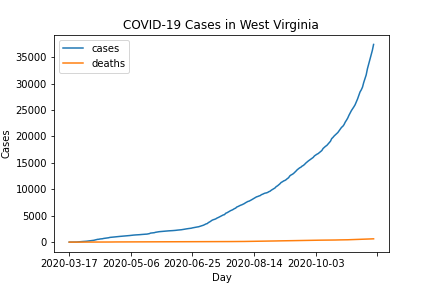 COVID-19 Cases in West Virginia
cases
deaths
35000
30000
25000
20000
15000
10000
5000
0
Cases
2020-03-17 2020-05-06 2020-06-25 2020-08-14 2020-10-03
Day